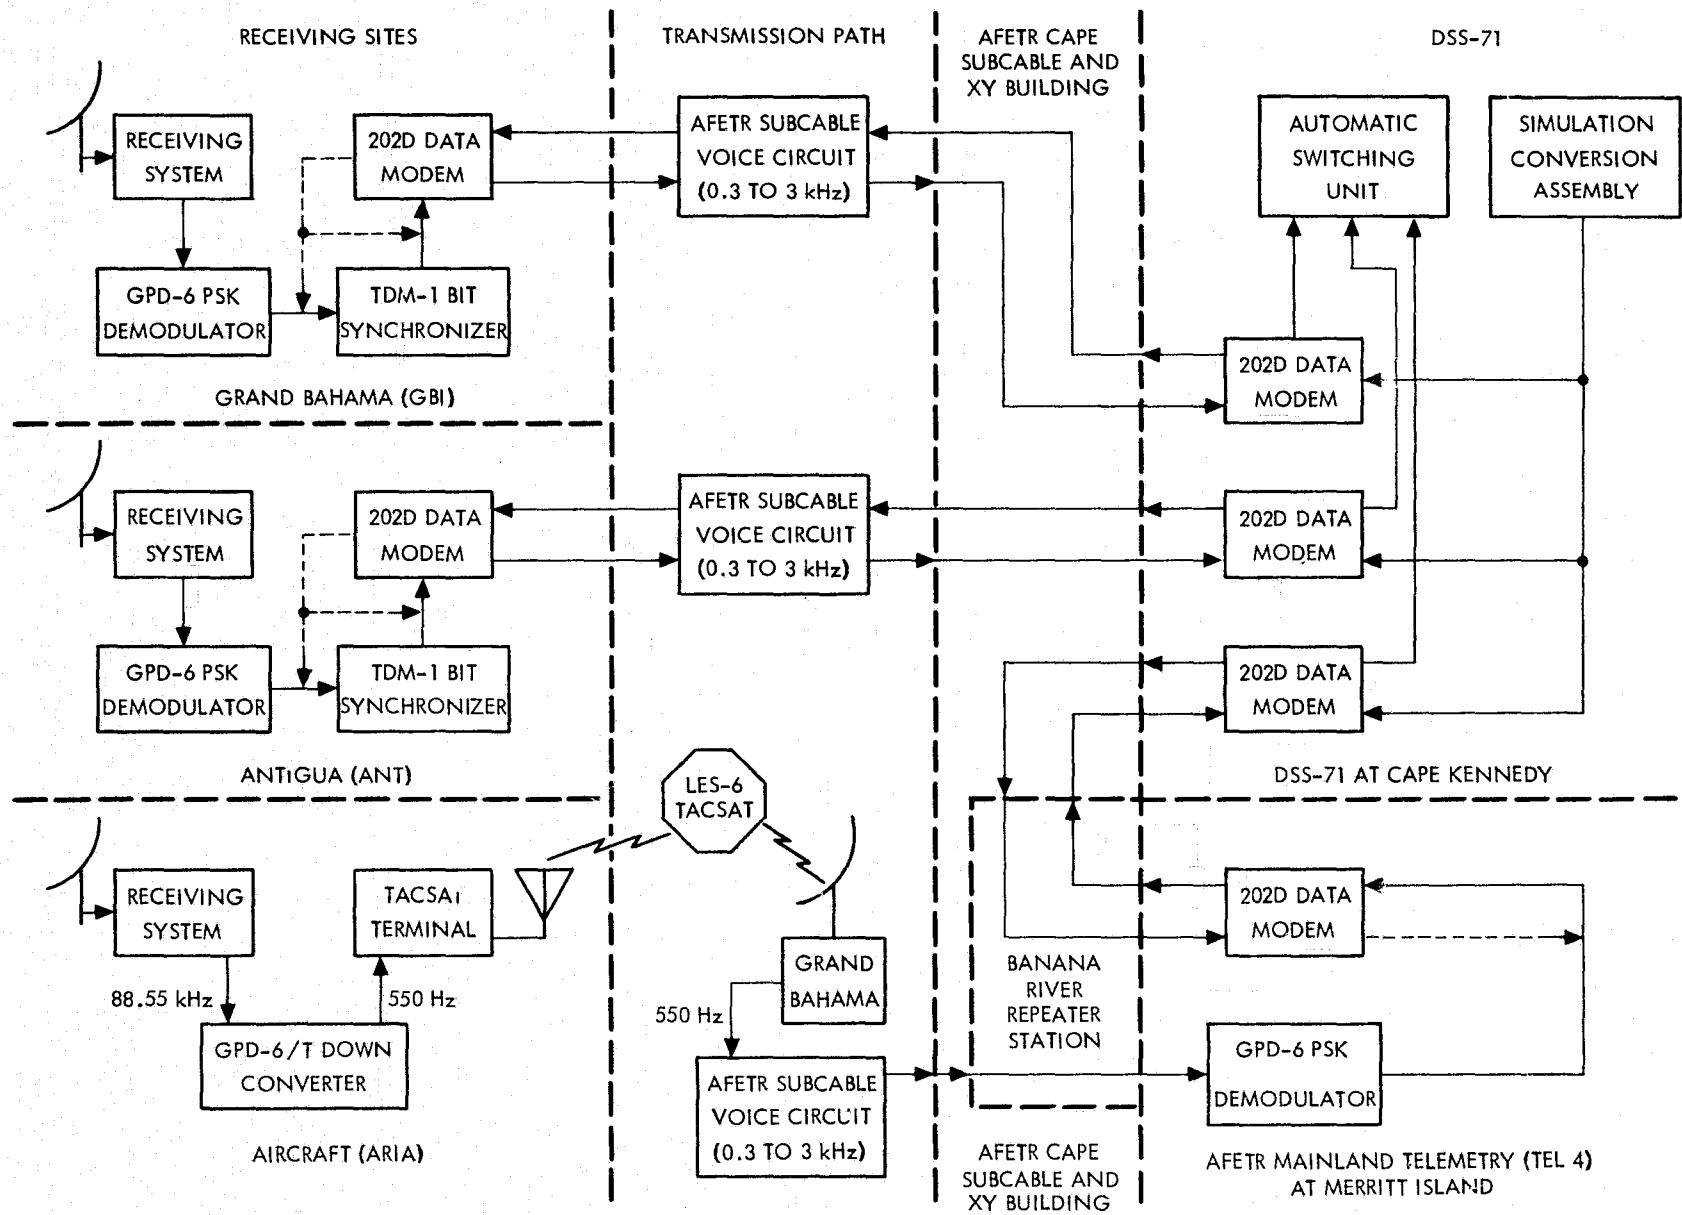 RECEIVING SITES
TRANSMISSION PATH
AFETR CAPE
SUBCABLE AND
XY BUILDING
DSS-71
RECEIVING
SYSTEM
202D DATA
MODEM
AFETR SUBCABLE
VOICE CIRCUIT
(0.3 TO 3 kHz)
AUTOMATIC
SWITCHING
UNIT
SIMULATION
CONVERSION
ASSEMBLY
GPD-6 PSK
DEMODULATOR
TDM-1 BIT
SYNCHRONIZER
202D DATA
MODEM
GRAND BAHAMA (GBI)
RECEIVING
SYSTEM
202D DATA
MODEM
AFETR SUBCABLE
VOICE CIRCUIT
(0.3 TO 3 kHz)
202D DATA
MODEM
GPD-6 PSK
DEMODULATOR
TDM-1 BIT
SYNCHRONIZER
202D DATA
MODEM
ANTIGUA (ANT)
LES-6
TACSAT
DSS-71 AT CAPE KENNEDY
RECEIVING
SYSTEM
TACSAT
TERMINAL
202D DATA
MODEM
GRAND
BAHAMA
BANANA
RIVER
REPEATER
STATION
88.55 kHz
550 Hz
550 Hz
GPD-6/T DOWN
CONVERTER
AFETR SUBCABLE
VOICE CIRCUIT
(0.3 TO 3 kHz)
GPD-6 PSK
DEMODULATOR
AIRCRAFT (ARIA)
AFETR CAPE
SUBCABLE AND
XY BUILDING
AFETR MAINLAND TELEMETRY (TEL 4)
AT MERRITT ISLAND